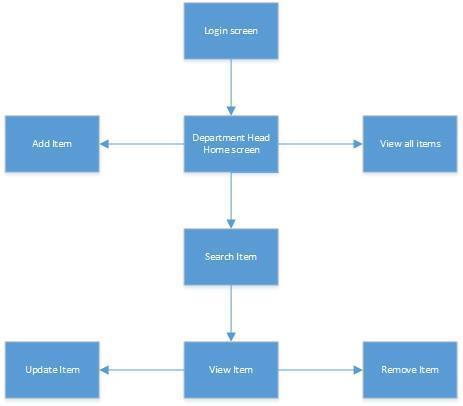 Login screen
Add Item
Department Head
Home screen
View all items
Search Item
Update Item
View Item
Remove Item